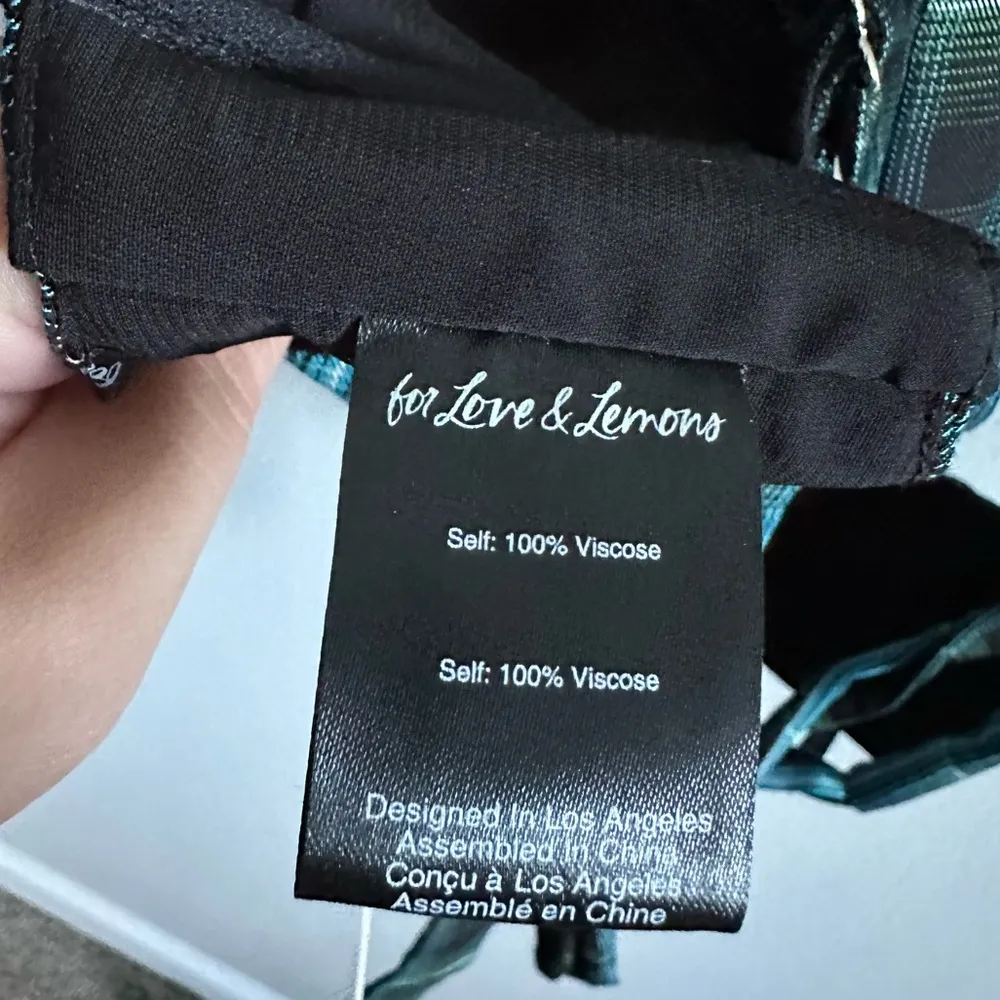 for Love & Lemons
Self: 100% Viscose
Self: 100% Viscose
Designed In Los Angeles
Assembled In China
Conçu à Los Angeles
Assemblé en Chine